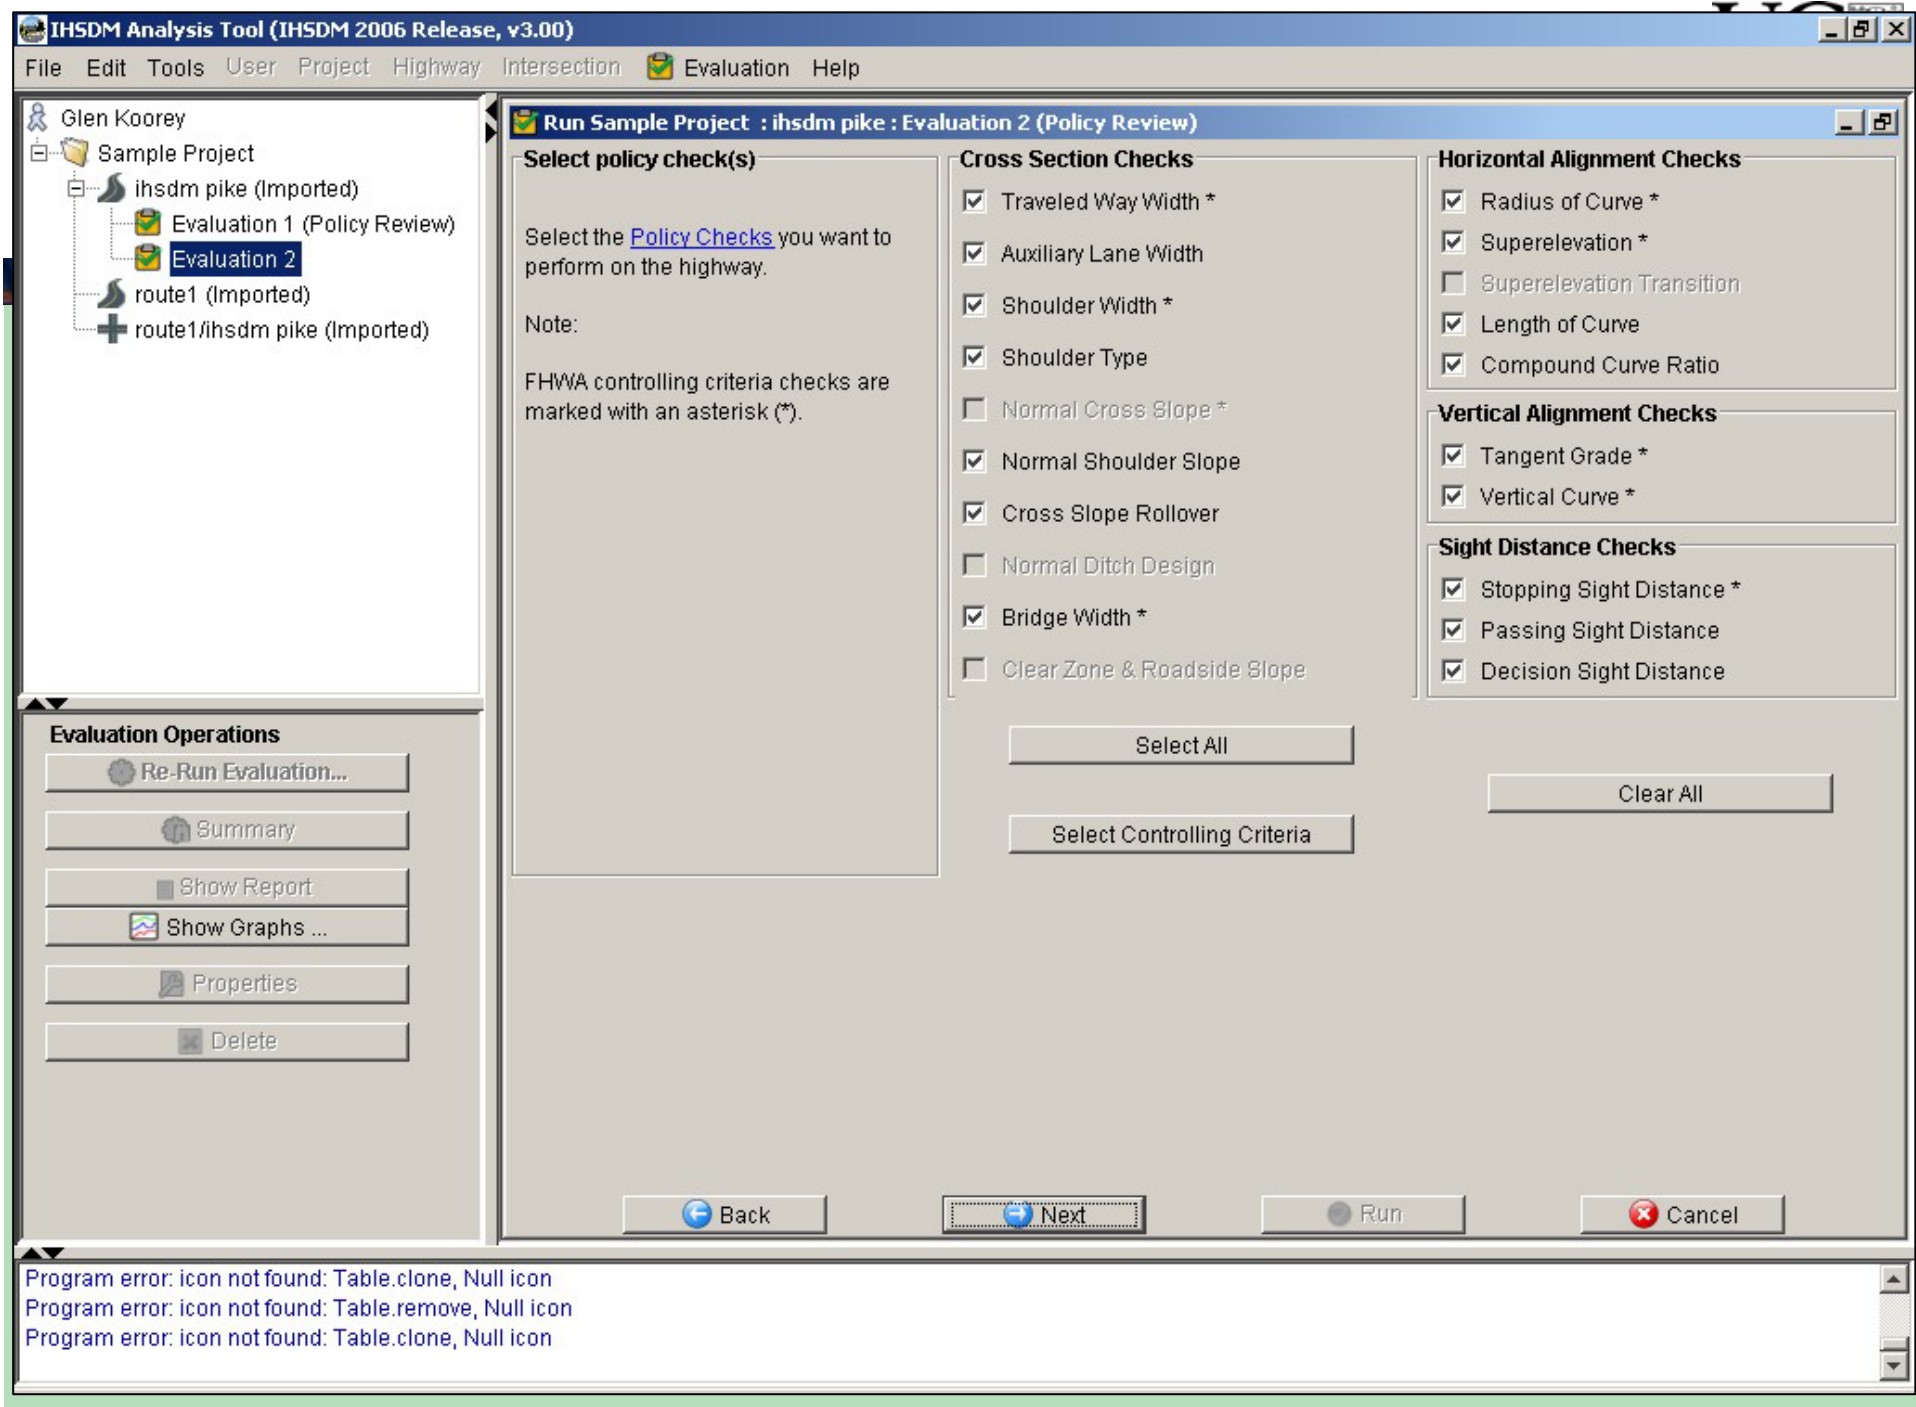 IHSDM Analysis Tool (IHSDM 2006 Release, v3.00)
File Edit Tools User Project Highway Intersection Evaluation Help
Glen Koorey
Sample Project
ihsdm pike (Imported)
Evaluation 1 (Policy Review)
Evaluation 2
route1 (Imported)
route1/ihsdm pike (Imported)
Evaluation Operations
Re-Run Evaluation...
Summary
Show Report
Show Graphs ...
Properties
Delete
Run Sample Project : ihsdm pike : Evaluation 2 (Policy Review)
Select policy check(s)
Select the Policy Checks you want to
perform on the highway.
Note:
FHWA controlling criteria checks are
marked with an asterisk (*).
Cross Section Checks
Traveled Way Width *
Auxiliary Lane Width
Shoulder Width *
Shoulder Type
Normal Cross Slope *
Normal Shoulder Slope
Cross Slope Rollover
Normal Ditch Design
Bridge Width *
Clear Zone & Roadside Slope
Select All
Select Controlling Criteria
Horizontal Alignment Checks
Radius of Curve *
Superelevation *
Superelevation Transition
Length of Curve
Compound Curve Ratio
Vertical Alignment Checks
Tangent Grade *
Vertical Curve *
Sight Distance Checks
Stopping Sight Distance *
Passing Sight Distance
Decision Sight Distance
Clear All
Back Next Run Cancel
Program error: icon not found: Table.clone, Null icon
Program error: icon not found: Table.remove, Null icon
Program error: icon not found: Table.clone, Null icon